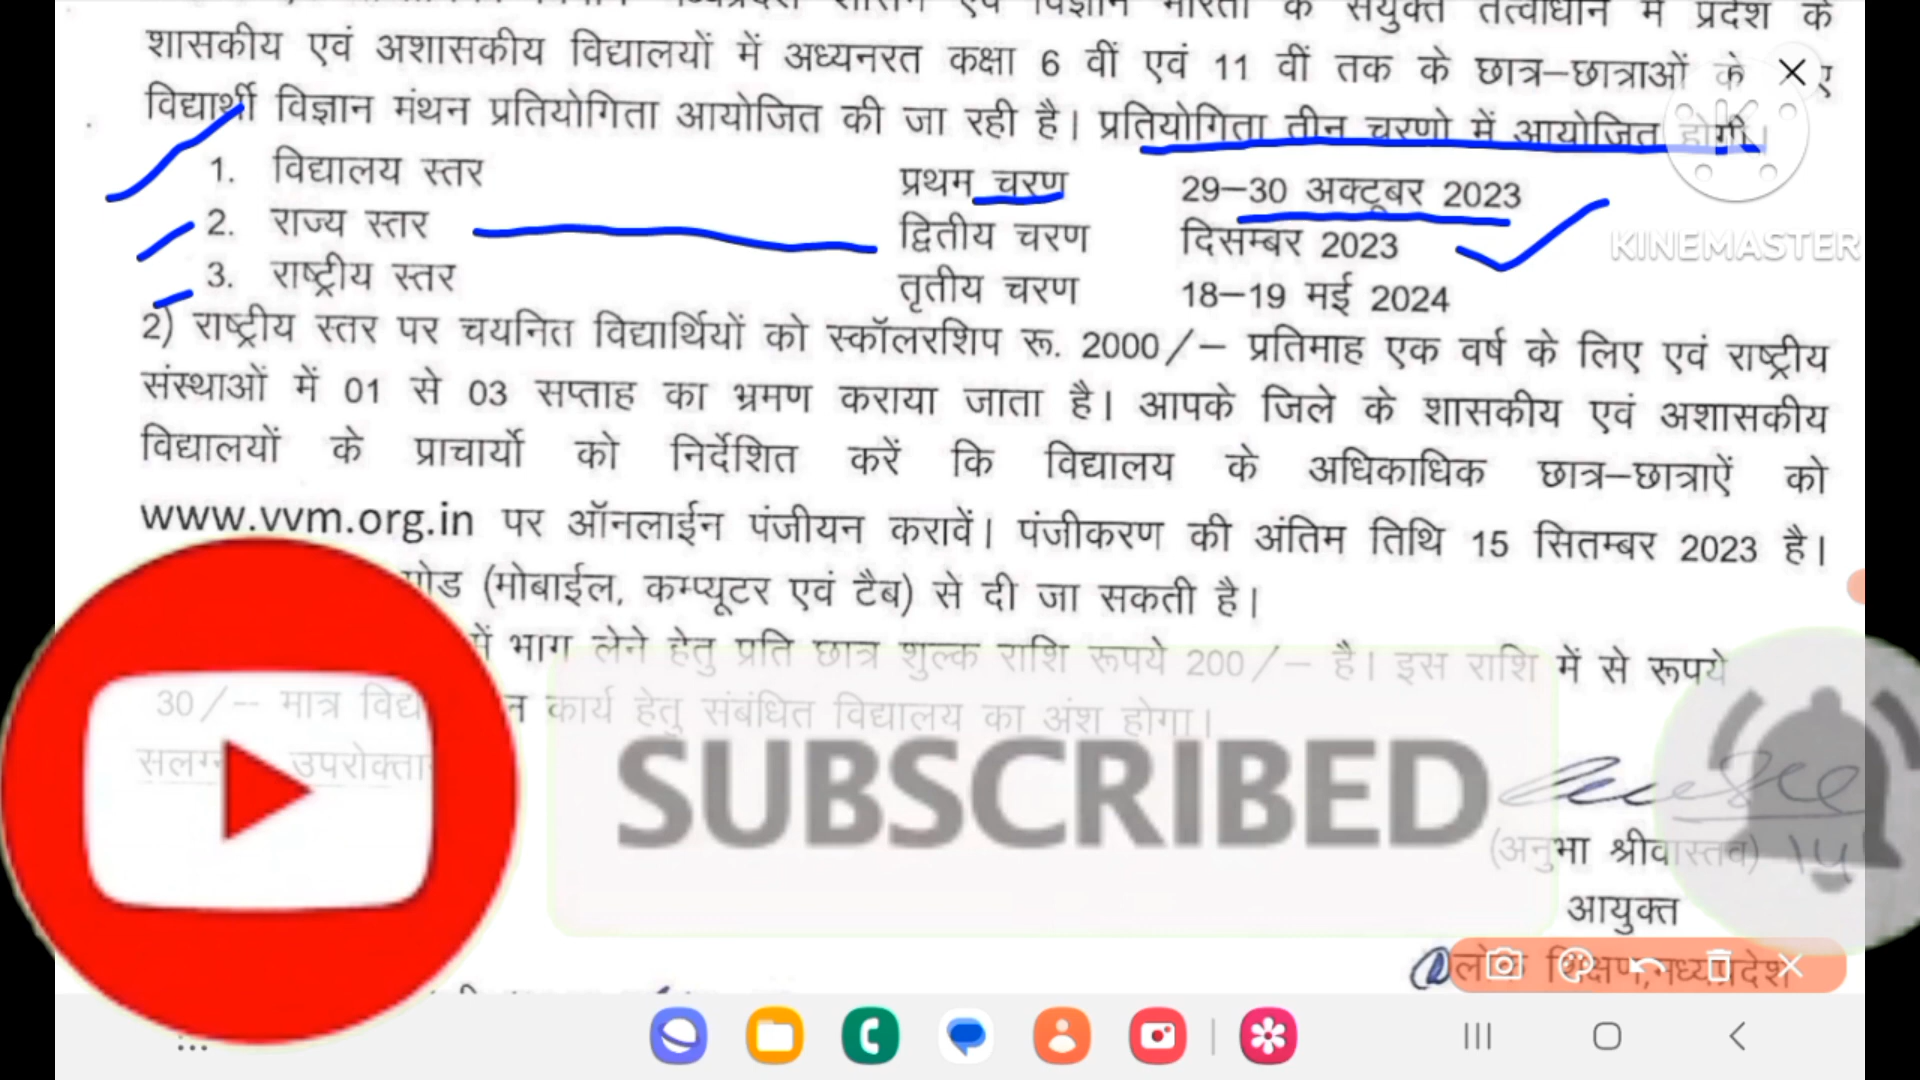 शासकीय एवं अशासकीय विद्यालयों में अध्यनरत कक्षा 6 वीं एवं 11 वीं तक के छात्र–छात्राओं के
विद्यार्थी विज्ञान मंथन प्रतियोगिता आयोजित की जा रही है। प्रतियोगिता तीन चरणो में आयोजित होगी।
1. विद्यालय स्तर प्रथम चरण 29–30 अक्टूबर 2023
2. राज्य स्तर द्वितीय चरण दिसम्बर 2023
KINEMASTER
3. राष्ट्रीय स्तर तृतीय चरण 18–19 मई 2024
2) राष्ट्रीय स्तर पर चयनित विद्यार्थियों को स्कॉलरशिप रू. 2000/– प्रतिमाह एक वर्ष के लिए एवं राष्ट्रीय
संस्थाओं में 01 से 03 सप्ताह का भ्रमण कराया जाता है। आपके जिले के शासकीय एवं अशासकीय
विद्यालयों के प्राचार्यो को निर्देशित करें कि विद्यालय के अधिकाधिक छात्र–छात्राऐं को
www.vvm.org.in पर ऑनलाईन पंजीयन करावें। पंजीकरण की अंतिम तिथि 15 सितम्बर 2023 है।
(मोबाईल, कम्प्यूटर एवं टैब) से दी जा सकती है।
में भाग लेने हेतु प्रति छात्र शुल्क राशि रूपये 200/– है। इस राशि में से रूपये
30/– मात्र कार्य हेतु संबंधित विद्यालय का अंश होगा।
SUBSCRIBED
(अनुभा श्रीवास्तव)
आयुक्त
लोक शिक्षण,मध्यप्रदेश